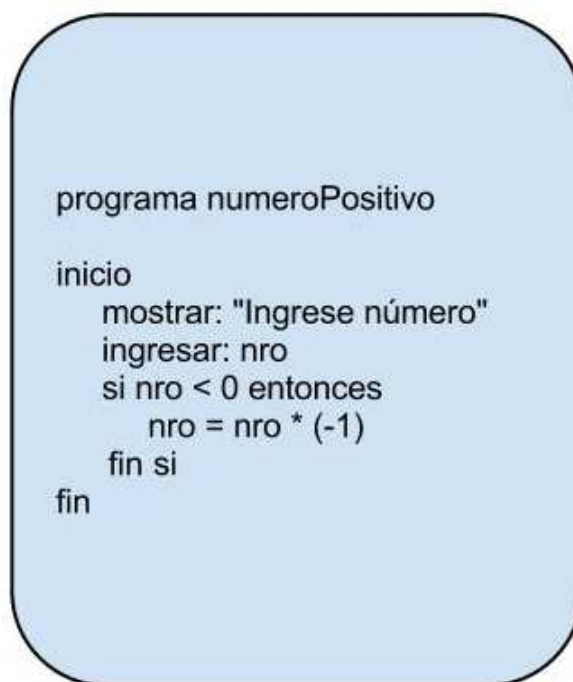 programa numeroPositivo
inicio
mostrar: "Ingrese número"
ingresar: nro
si nro < 0 entonces
nro = nro * (-1)
fin si
fin